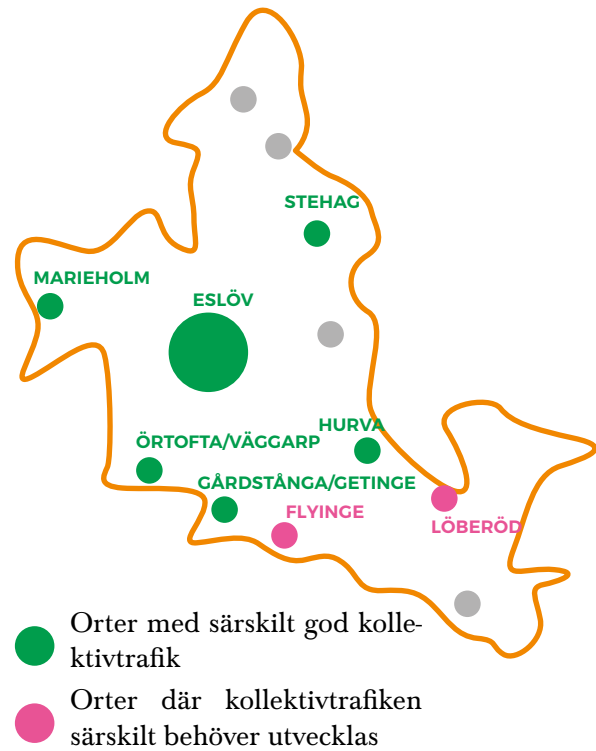 STEHAG
MARIEHOLM
ESLÖV
HURVA
ÖRTOFTA/VÄGGARP
GÅRDSTÅNGA/GETINGE
FLYINGE
LÖBERÖD
Orter med särskilt god kolle-
ktivtrafik
Orter där kollektivtrafiken
särskilt behöver utvecklas